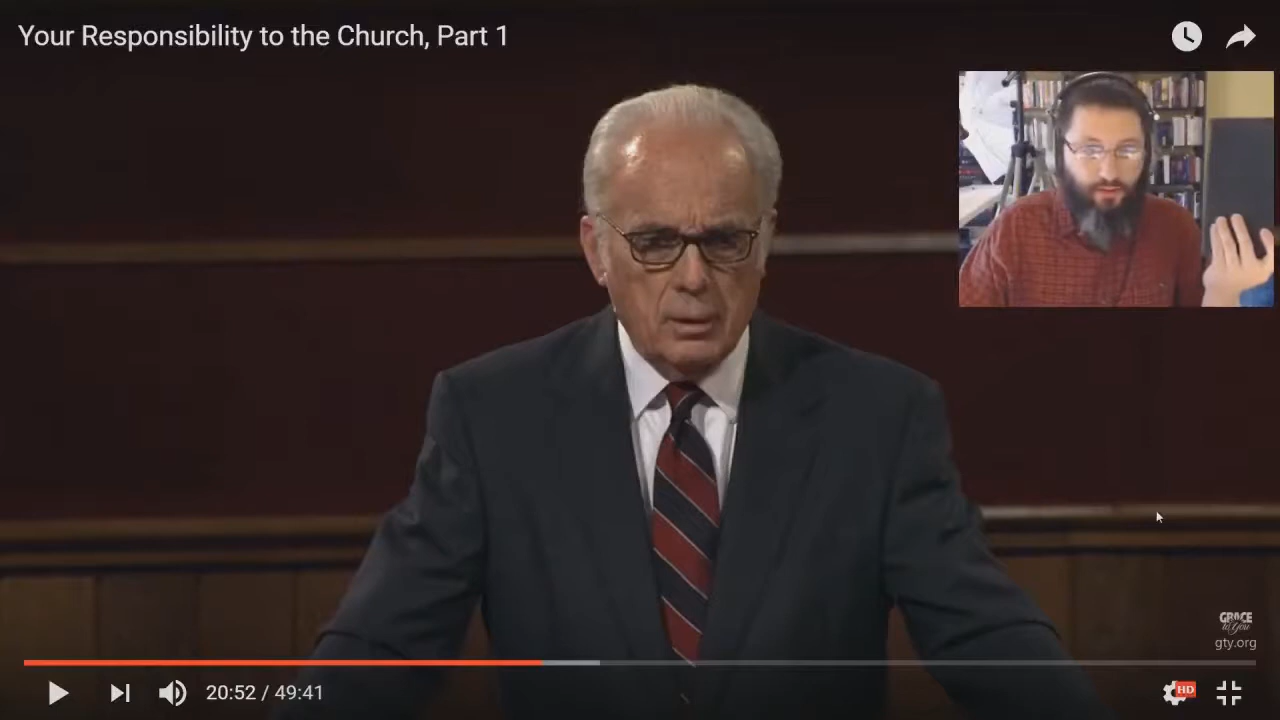 Your Responsibility to the Church, Part 1
GRACE
to You
gty.org
20:52 / 49:41
HD